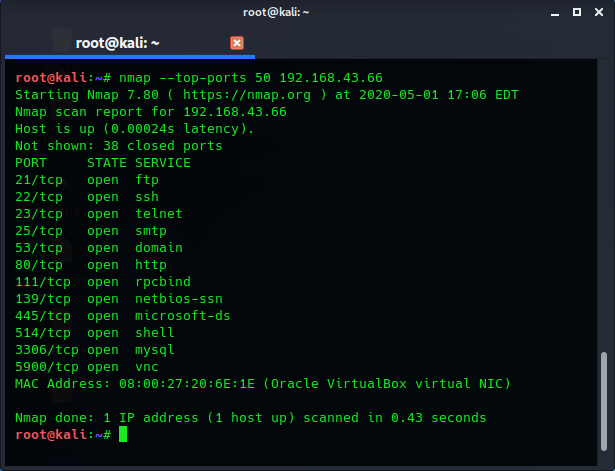 root@kali: ~
root@kali: ~
root@kali:~# nmap --top-ports 50 192.168.43.66
Starting Nmap 7.80 ( https://nmap.org ) at 2020-05-01 17:06 EDT
Nmap scan report for 192.168.43.66
Host is up (0.00024s latency).
Not shown: 38 closed ports
PORT     STATE SERVICE
21/tcp   open  ftp
22/tcp   open  ssh
23/tcp   open  telnet
25/tcp   open  smtp
53/tcp   open  domain
80/tcp   open  http
111/tcp  open  rpcbind
139/tcp  open  netbios-ssn
445/tcp  open  microsoft-ds
514/tcp  open  shell
3306/tcp open  mysql
5900/tcp open  vnc
MAC Address: 08:00:27:20:6E:1E (Oracle VirtualBox virtual NIC)
Nmap done: 1 IP address (1 host up) scanned in 0.43 seconds
root@kali:~#